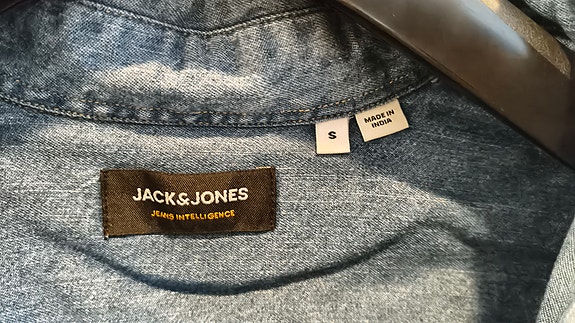 S
MADE IN
INDIA
JACK&JONES
JEANS INTELLIGENCE